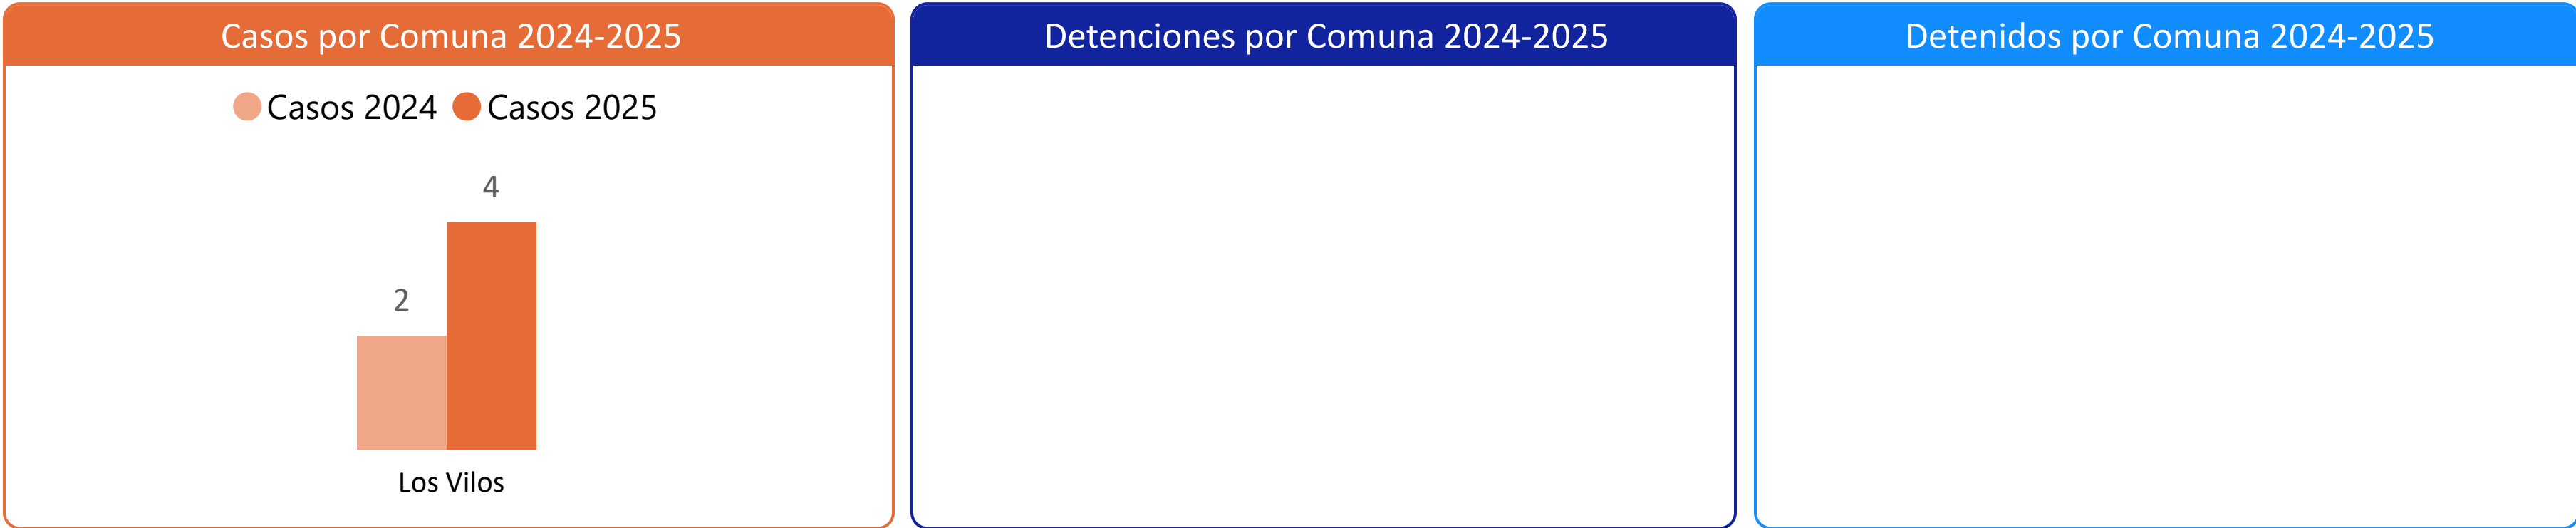 Casos por Comuna 2024-2025
Casos 2024 Casos 2025
4
2
Los Vilos
Detenciones por Comuna 2024-2025
Detenidos por Comuna 2024-2025